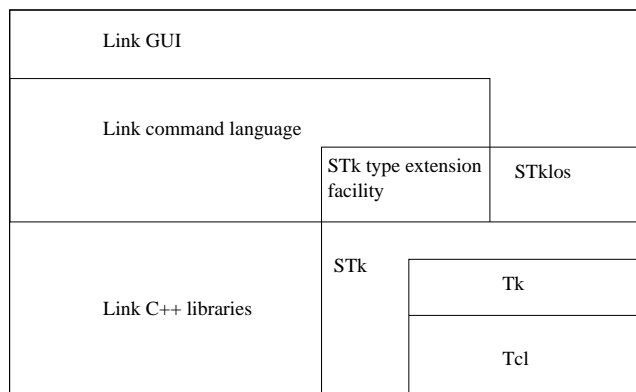 Link GUI
Link command language
STk type extension
facility
STklos
STk
Tk
Link C++ libraries
Tcl